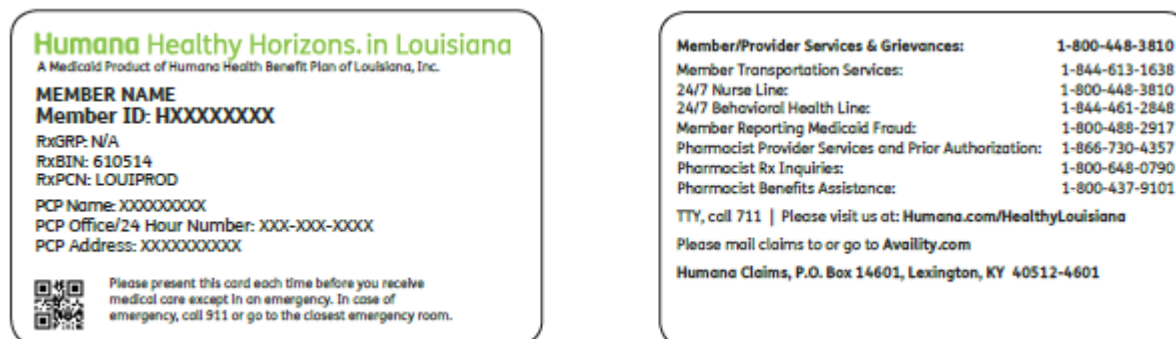 Humana Healthy Horizons. in Louisiana
A Medicaid Product of Humana Health Benefit Plan of Louisiana, Inc.
MEMBER NAME
Member ID: HXXXXXXXX
RxGRP: N/A
RxBIN: 610514
RxPCN: LOUIPROD
PCP Name: XXXXXXXXX
PCP Office/24 Hour Number: XXX-XXX-XXXX
PCP Address: XXXXXXXXXX
Please present this card each time before you receive
medical care except in an emergency. In case of
emergency, call 911 or go to the closest emergency room.
Member/Provider Services & Grievances: 1-800-448-3810
Member Transportation Services: 1-844-613-1638
24/7 Nurse Line: 1-800-448-3810
24/7 Behavioral Health Line: 1-844-461-2848
Member Reporting Medicaid Fraud: 1-800-488-2917
Pharmacist Provider Services and Prior Authorization: 1-866-730-4357
Pharmacist Rx Inquiries: 1-800-648-0790
Pharmacist Benefits Assistance: 1-800-437-9101
TTY, call 711 | Please visit us at: Humana.com/HealthyLouisiana
Please mail claims to or go to Availity.com
Humana Claims, P.O. Box 14601, Lexington, KY 40512-4601